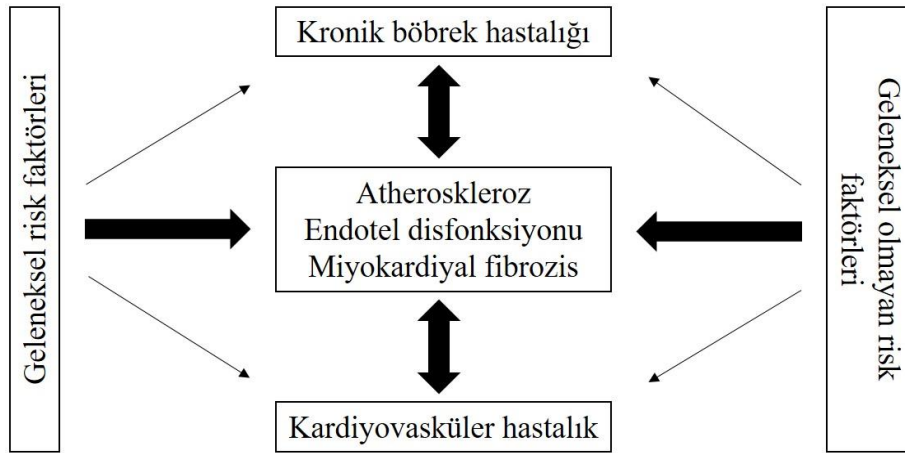 Kronik böbrek hastalığı
Geleneksel risk faktörleri
Atheroskleroz
Endotel disfonksiyonu
Miyokardiyal fibrozis
Geleneksel olmayan risk
faktörleri
Kardiyovasküler hastalık